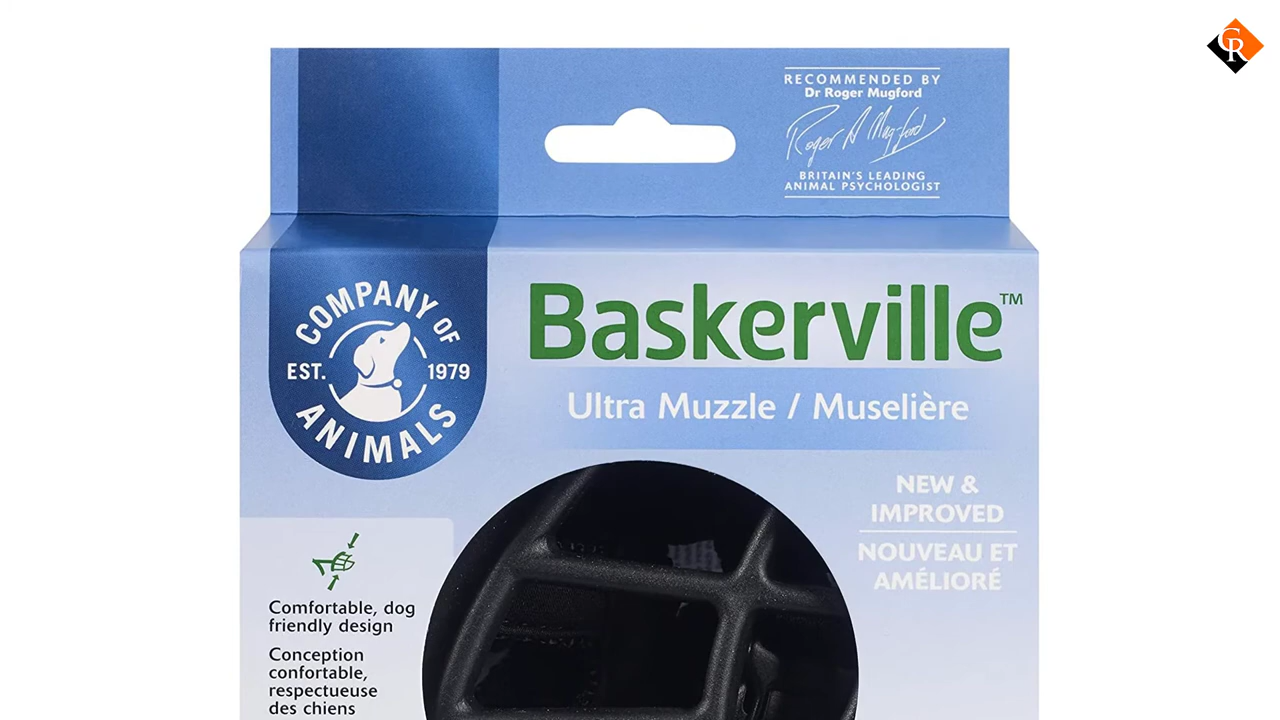 CR
RECOMMENDED BY
Dr Roger Mugford
Roger A Mugford
BRITAIN'S LEADING
ANIMAL PSYCHOLOGIST
COMPANY OF
EST. 1979
ANIMALS
Baskerville™
Ultra Muzzle / Muselière
NEW &
IMPROVED
NOUVEAU ET
AMÉLIORÉ
Comfortable, dog
friendly design
Conception
confortable,
respectueuse
des chiens